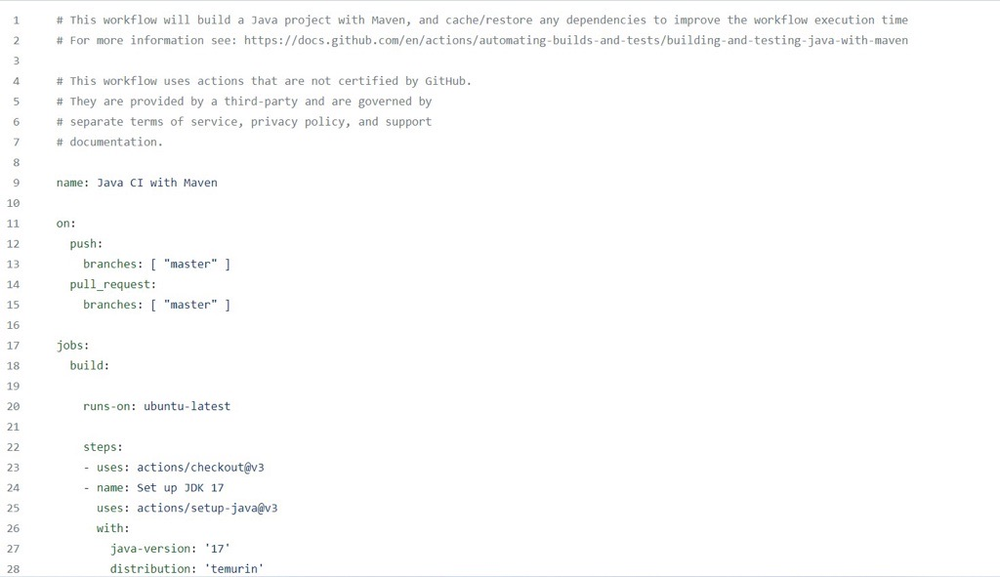 1 # This workflow will build a Java project with Maven, and cache/restore any dependencies to improve the workflow execution time
2 # For more information see: https://docs.github.com/en/actions/automating-builds-and-tests/building-and-testing-java-with-maven
3
4 # This workflow uses actions that are not certified by GitHub.
5 # They are provided by a third-party and are governed by
6 # separate terms of service, privacy policy, and support
7 # documentation.
8
9 name: Java CI with Maven
10
11 on:
12   push:
13     branches: [ "master" ]
14   pull_request:
15     branches: [ "master" ]
16
17 jobs:
18   build:
19
20     runs-on: ubuntu-latest
21
22     steps:
23     - uses: actions/checkout@v3
24     - name: Set up JDK 17
25       uses: actions/setup-java@v3
26       with:
27         java-version: '17'
28         distribution: 'temurin'